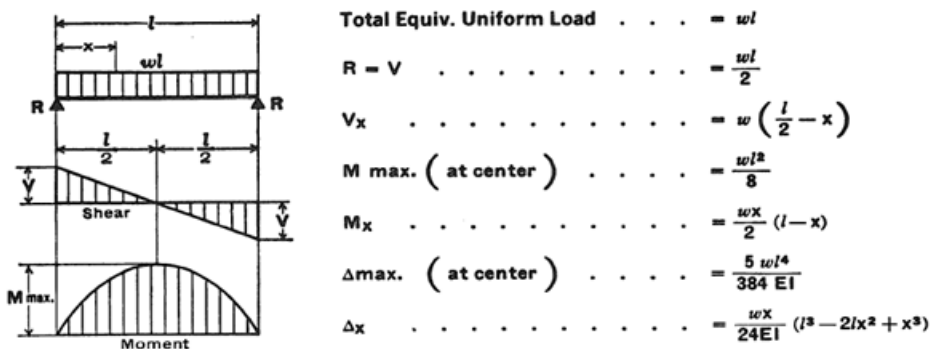 l
x
wl
R R
l/2 l/2
V
Shear
V
M max.
Moment
Total Equiv. Uniform Load . . . . = wl
R = V . . . . . . . . . . = wl/2
Vx . . . . . . . . . . . = w ( l/2 − x )
M max. ( at center ) . . . . = wl²/8
Mx . . . . . . . . . . . = wx/2 (l − x)
Δmax. ( at center ) . . . . = 5 wl⁴/384 EI
Δx . . . . . . . . . . . = wx/24EI (l³ − 2lx² + x³)